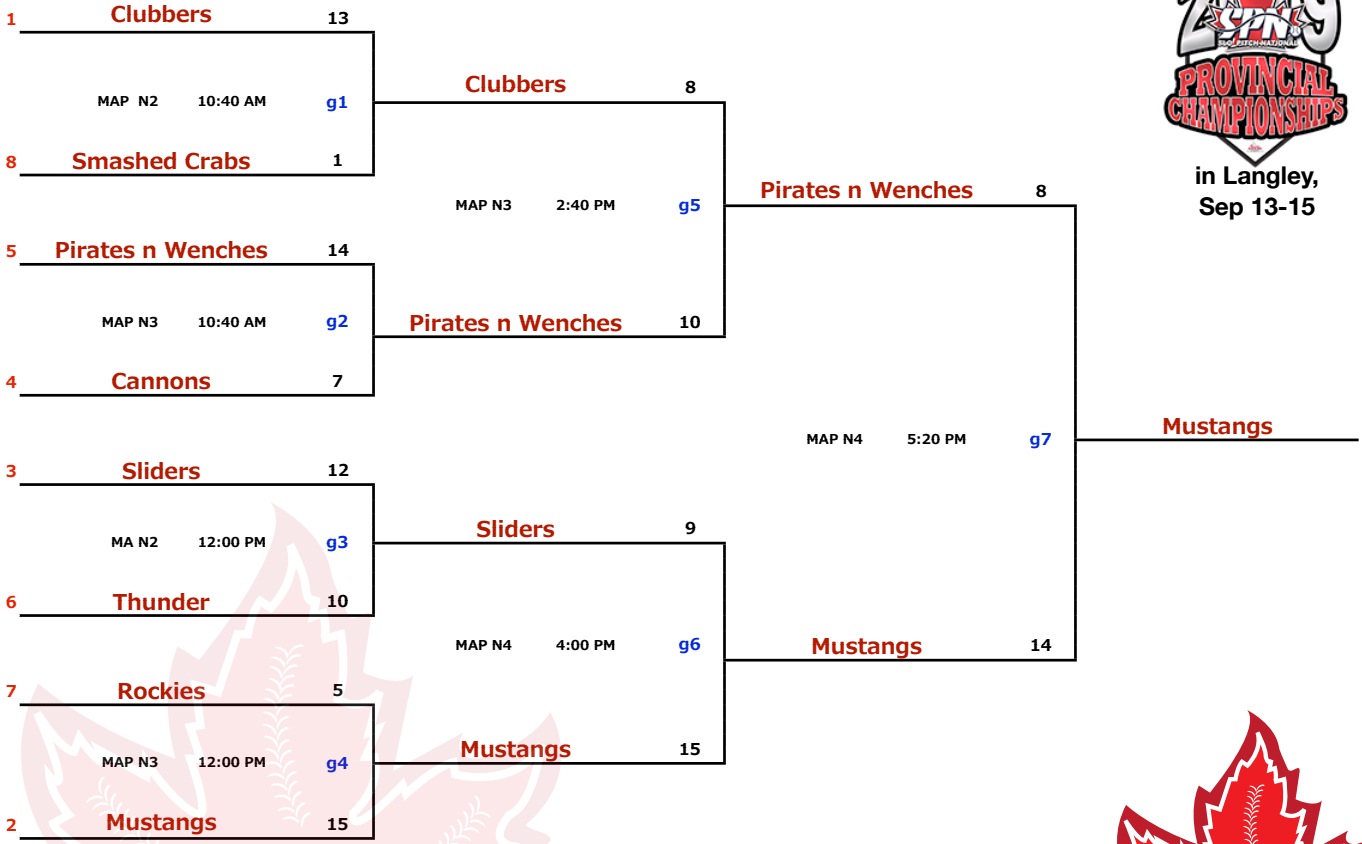 1 Clubbers 13
MAP N2 10:40 AM g1
8 Smashed Crabs 1
5 Pirates n Wenches 14
MAP N3 10:40 AM g2
4 Cannons 7
3 Sliders 12
MA N2 12:00 PM g3
6 Thunder 10
7 Rockies 5
MAP N3 12:00 PM g4
2 Mustangs 15
Clubbers 8
MAP N3 2:40 PM g5
Pirates n Wenches 10
Sliders 9
MAP N4 4:00 PM g6
Mustangs 15
Pirates n Wenches 8
MAP N4 5:20 PM g7
Mustangs 14
Mustangs
SPN
SLO-PITCH NATIONAL
PROVINCIAL
CHAMPIONSHIPS
in Langley,
Sep 13-15